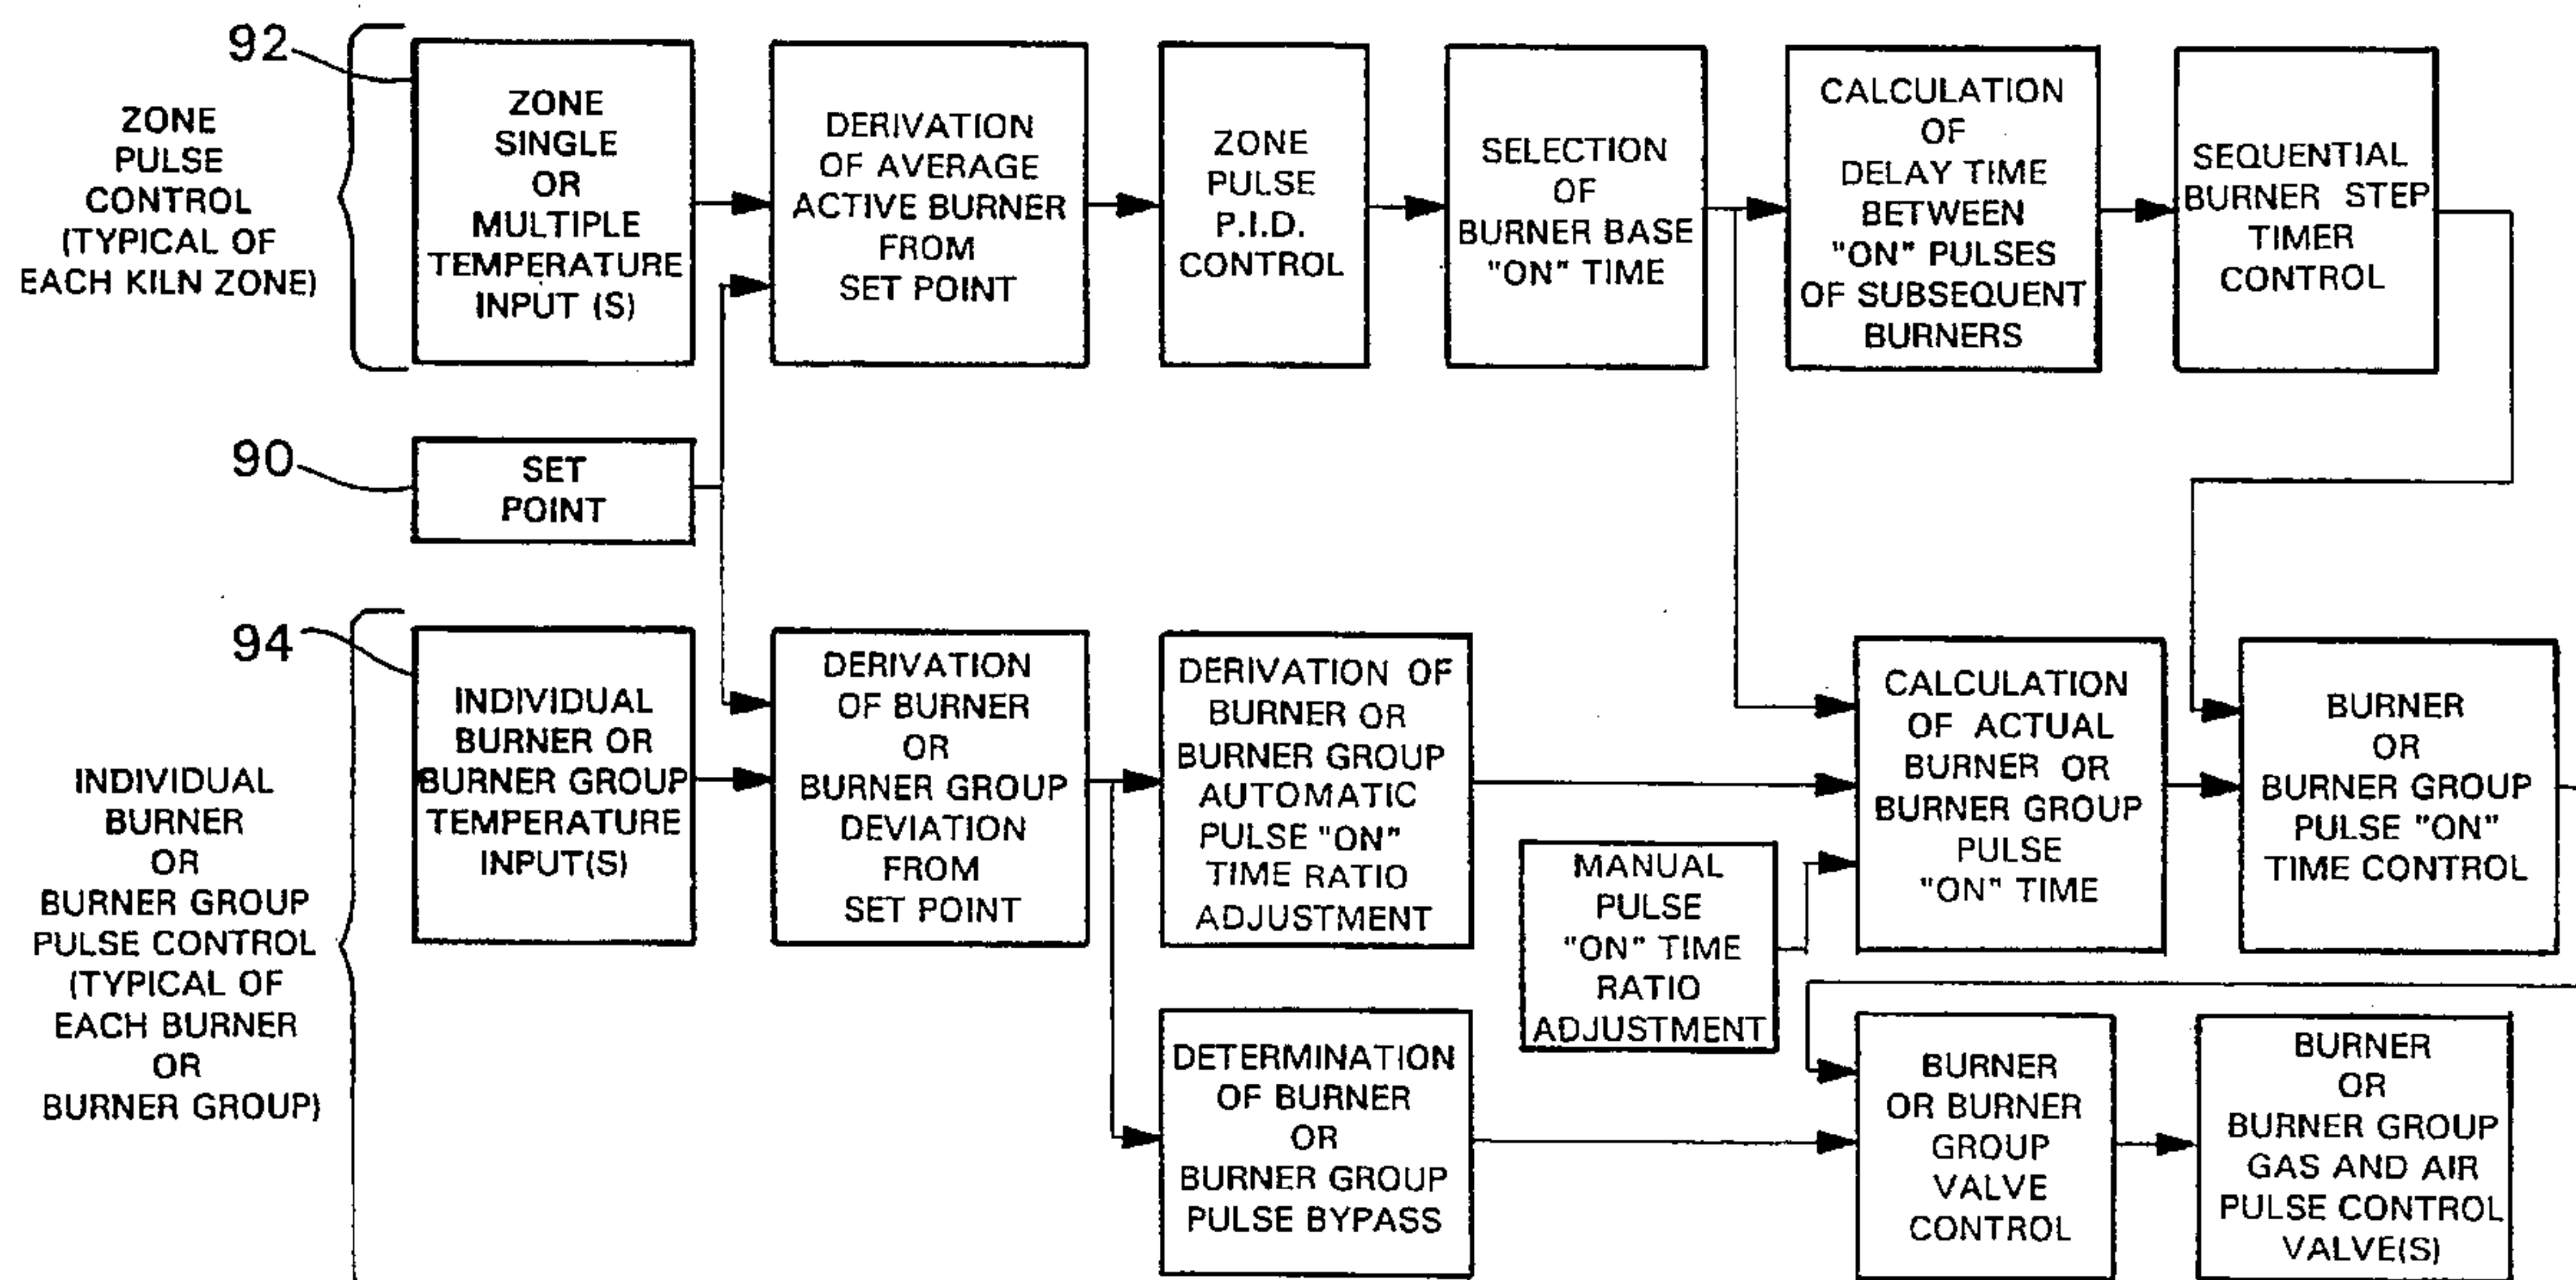 92
ZONE
PULSE
CONTROL
(TYPICAL OF
EACH KILN ZONE)
ZONE
SINGLE
OR
MULTIPLE
TEMPERATURE
INPUT (S)
DERIVATION
OF AVERAGE
ACTIVE BURNER
FROM
SET POINT
ZONE
PULSE
P.I.D.
CONTROL
SELECTION
OF
BURNER BASE
"ON" TIME
CALCULATION
OF
DELAY TIME
BETWEEN
"ON" PULSES
OF SUBSEQUENT
BURNERS
SEQUENTIAL
BURNER STEP
TIMER
CONTROL
90
SET
POINT
94
INDIVIDUAL
BURNER
OR
BURNER GROUP
PULSE CONTROL
(TYPICAL OF
EACH BURNER
OR
BURNER GROUP)
INDIVIDUAL
BURNER OR
BURNER GROUP
TEMPERATURE
INPUT(S)
DERIVATION
OF BURNER
OR
BURNER GROUP
DEVIATION
FROM
SET POINT
DERIVATION OF
BURNER OR
BURNER GROUP
AUTOMATIC
PULSE "ON"
TIME RATIO
ADJUSTMENT
MANUAL
PULSE
"ON" TIME
RATIO
ADJUSTMENT
CALCULATION
OF ACTUAL
BURNER OR
BURNER GROUP
PULSE
"ON" TIME
BURNER
OR
BURNER GROUP
PULSE "ON"
TIME CONTROL
DETERMINATION
OF BURNER
OR
BURNER GROUP
PULSE BYPASS
BURNER
OR BURNER
GROUP
VALVE
CONTROL
BURNER
OR
BURNER GROUP
GAS AND AIR
PULSE CONTROL
VALVE(S)